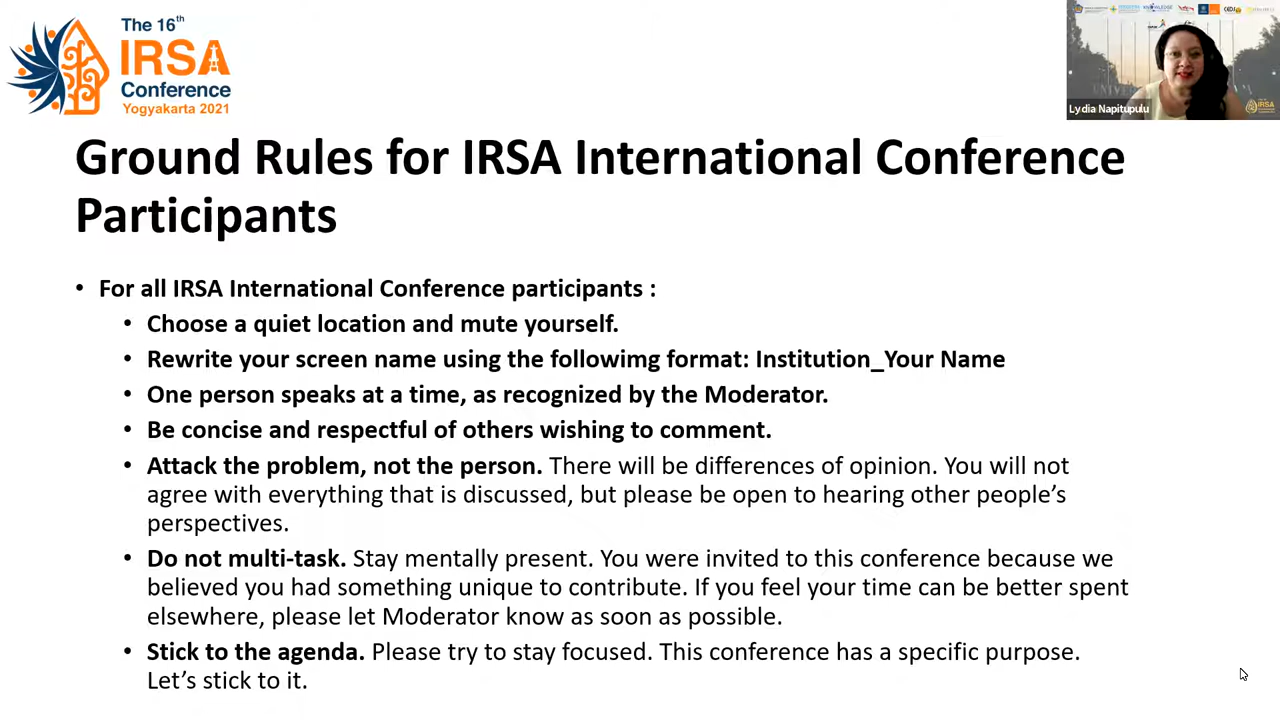 The 16th
IRSA
Conference
Yogyakarta 2021
Lydia Napitupulu
Ground Rules for IRSA International Conference
Participants
• For all IRSA International Conference participants :
• Choose a quiet location and mute yourself.
• Rewrite your screen name using the followimg format: Institution_Your Name
• One person speaks at a time, as recognized by the Moderator.
• Be concise and respectful of others wishing to comment.
• Attack the problem, not the person. There will be differences of opinion. You will not
agree with everything that is discussed, but please be open to hearing other people’s
perspectives.
• Do not multi-task. Stay mentally present. You were invited to this conference because we
believed you had something unique to contribute. If you feel your time can be better spent
elsewhere, please let Moderator know as soon as possible.
• Stick to the agenda. Please try to stay focused. This conference has a specific purpose.
Let’s stick to it.